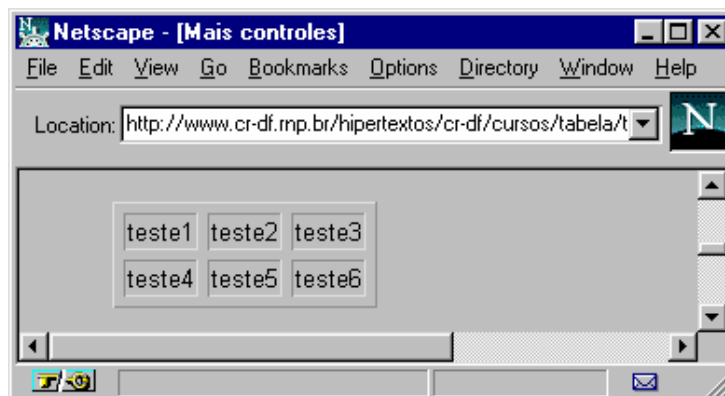 Netscape - [Mais controles]
File Edit View Go Bookmarks Options Directory Window Help
Location: http://www.cr-df.rnp.br/hipertextos/cr-df/cursos/tabela/t
N
teste1 teste2 teste3
teste4 teste5 teste6